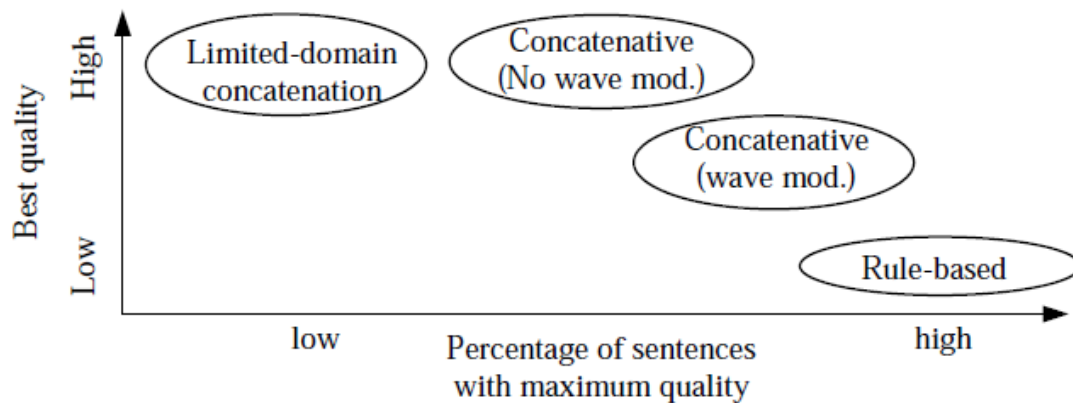 High
Limited-domain
concatenation
Concatenative
(No wave mod.)
Best quality
Concatenative
(wave mod.)
Low
Rule-based
low
high
Percentage of sentences
with maximum quality